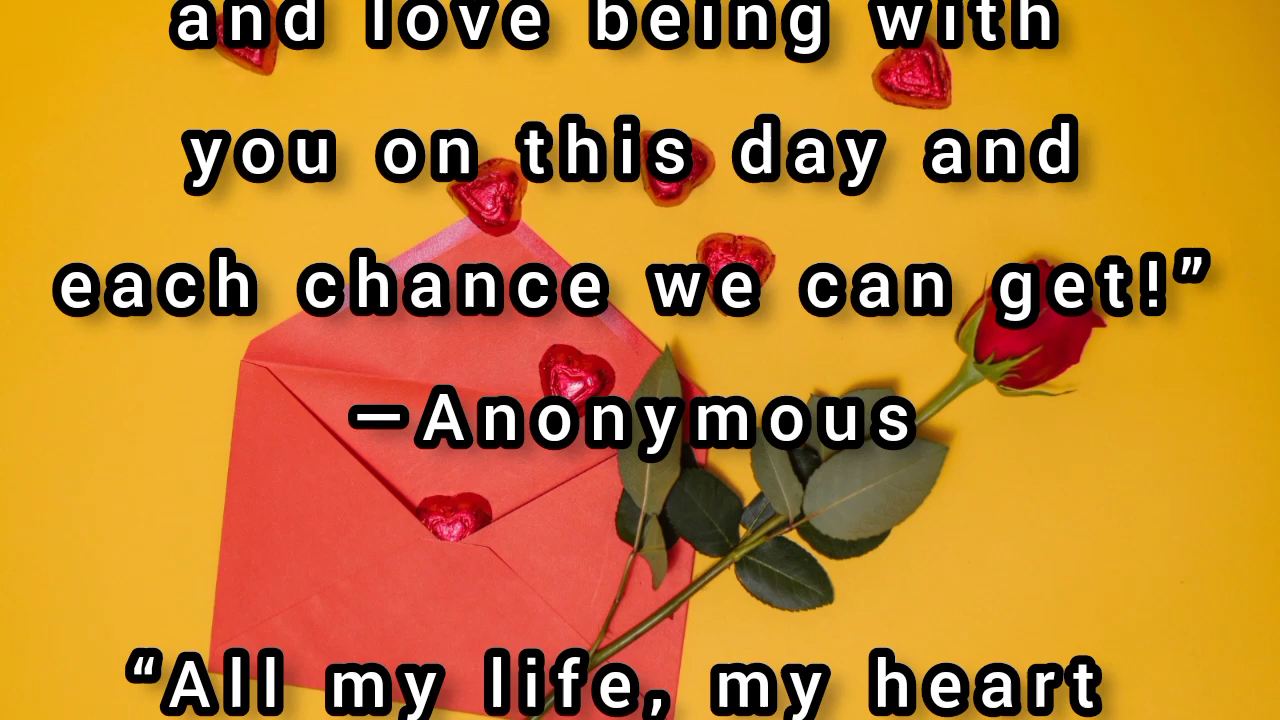 and love being with
you on this day and
each chance we can get!”
—Anonymous
“All my life, my heart